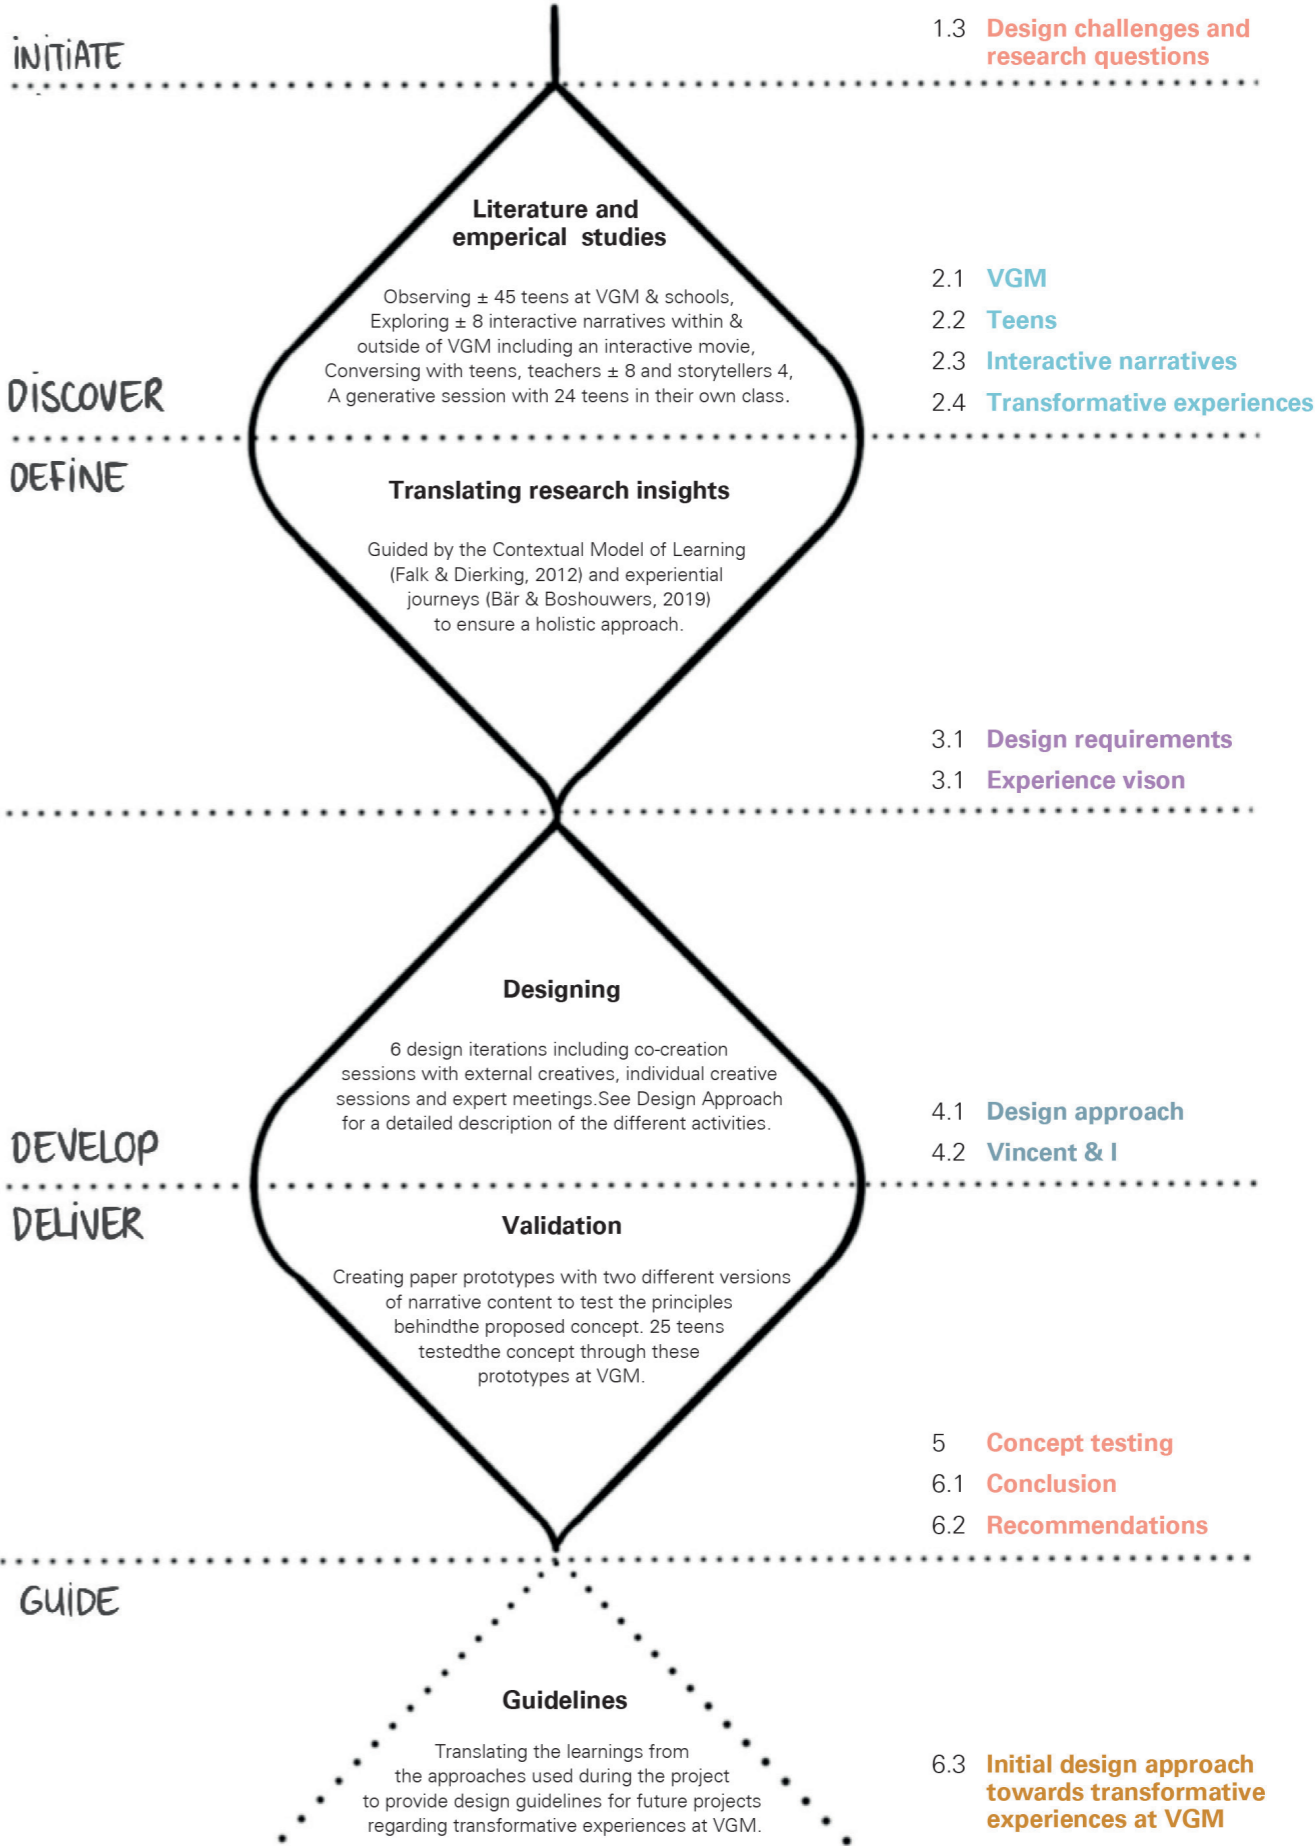 iNiTiATE
1.3 Design challenges and
research questions
Literature and
emperical studies
Observing ± 45 teens at VGM & schools,
Exploring ± 8 interactive narratives within &
outside of VGM including an interactive movie,
Conversing with teens, teachers ± 8 and storytellers 4,
A generative session with 24 teens in their own class.
2.1 VGM
2.2 Teens
2.3 Interactive narratives
2.4 Transformative experiences
DiSCOVER
DEFiNE
Translating research insights
Guided by the Contextual Model of Learning
(Falk & Dierking, 2012) and experiential
journeys (Bär & Boshouwers, 2019)
to ensure a holistic approach.
3.1 Design requirements
3.1 Experience vison
Designing
6 design iterations including co-creation
sessions with external creatives, individual creative
sessions and expert meetings.See Design Approach
for a detailed description of the different activities.
4.1 Design approach
4.2 Vincent & I
DEVELOP
DELiVER
Validation
Creating paper prototypes with two different versions
of narrative content to test the principles
behindthe proposed concept. 25 teens
testedthe concept through these
prototypes at VGM.
5 Concept testing
6.1 Conclusion
6.2 Recommendations
GUiDE
Guidelines
Translating the learnings from
the approaches used during the project
to provide design guidelines for future projects
regarding transformative experiences at VGM.
6.3 Initial design approach
towards transformative
experiences at VGM